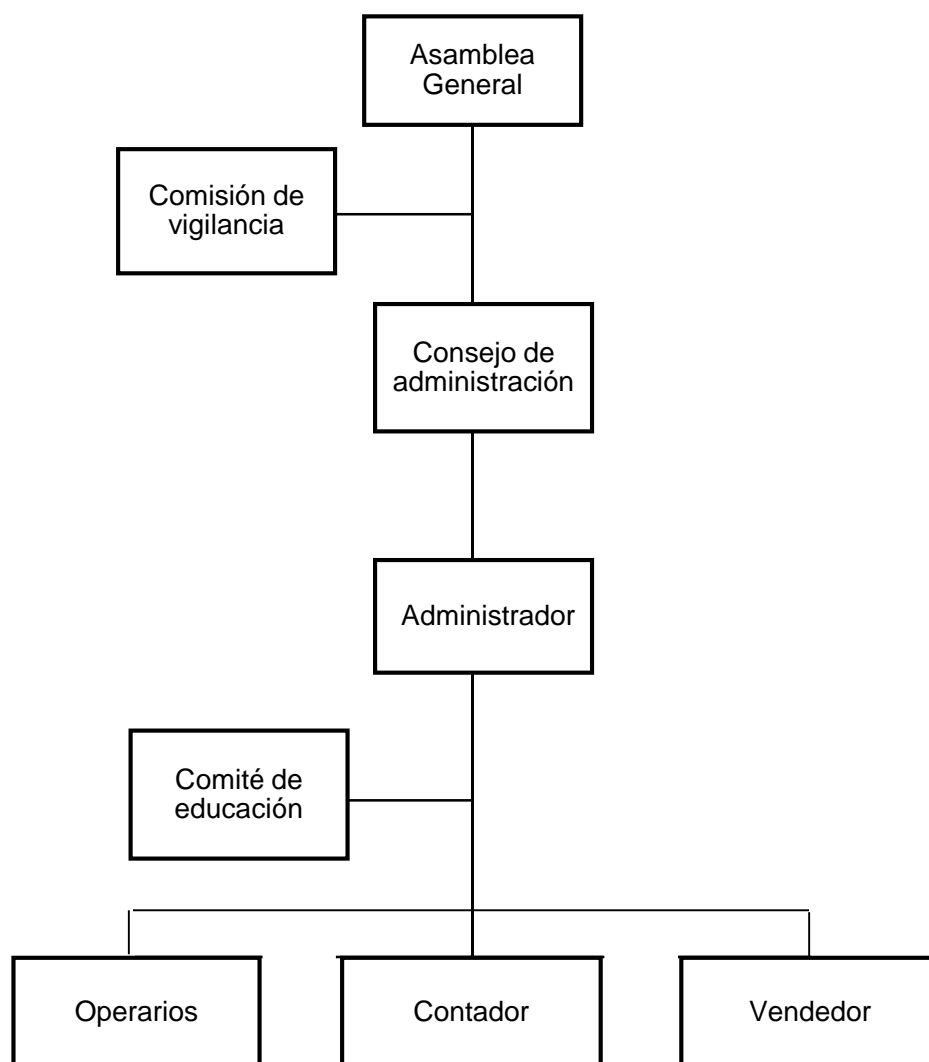 Asamblea
General
Comisión de
vigilancia
Consejo de
administración
Administrador
Comité de
educación
Operarios
Contador
Vendedor